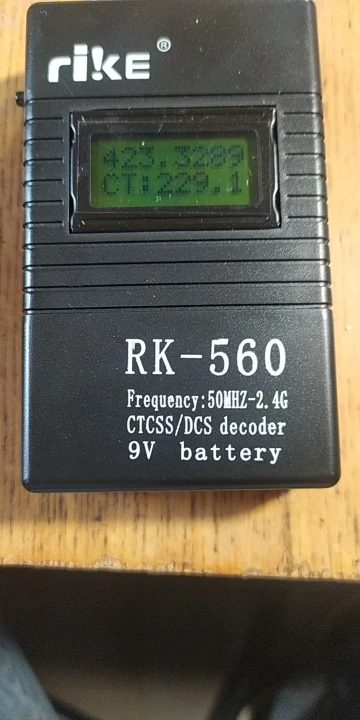 riKE®
423.3209
CT:229.1
RK-560
Frequency:50MHZ-2.4G
CTCSS/DCS decoder
9V battery